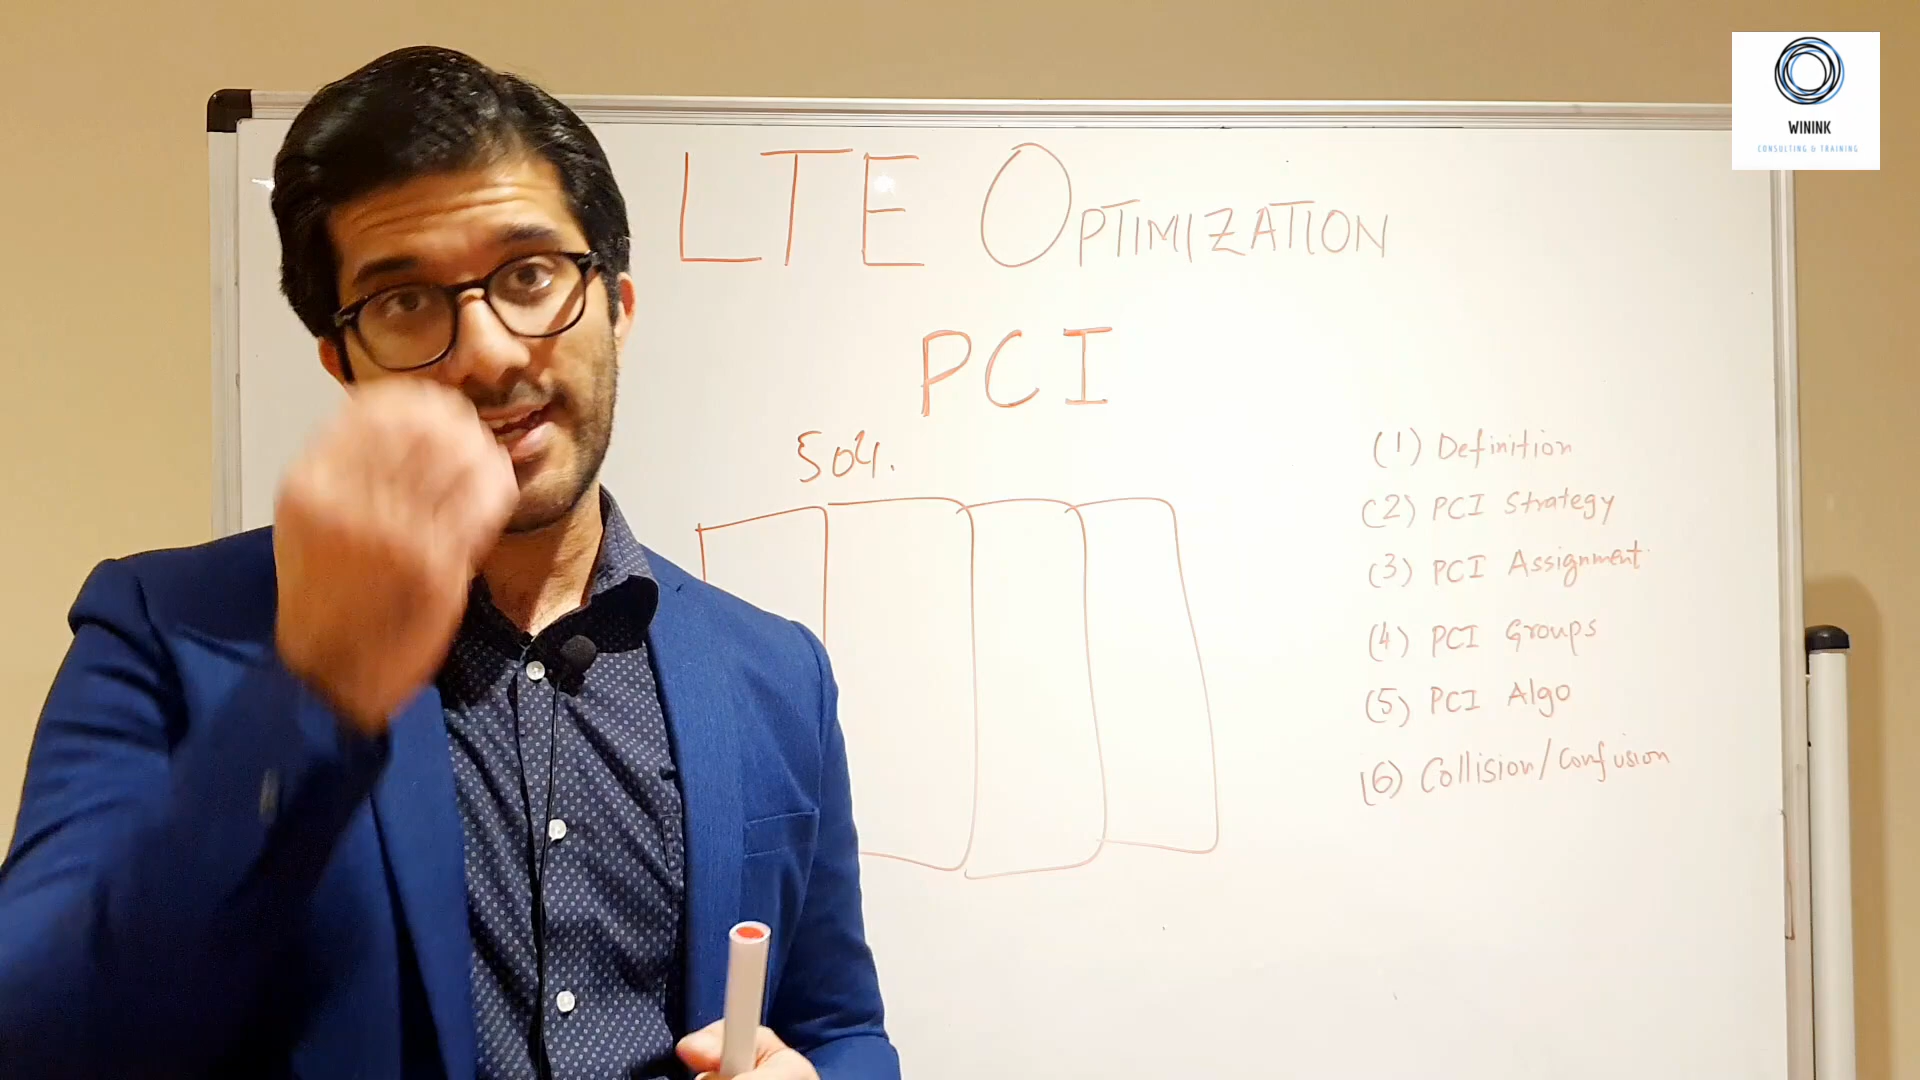 WININK
CONSULTING & TRAINING
LTE OPTIMIZATION
PCI
504.
(1) Definition
(2) PCI Strategy
(3) PCI Assignment
(4) PCI Groups
(5) PCI Algo
(6) Collision/Confusion